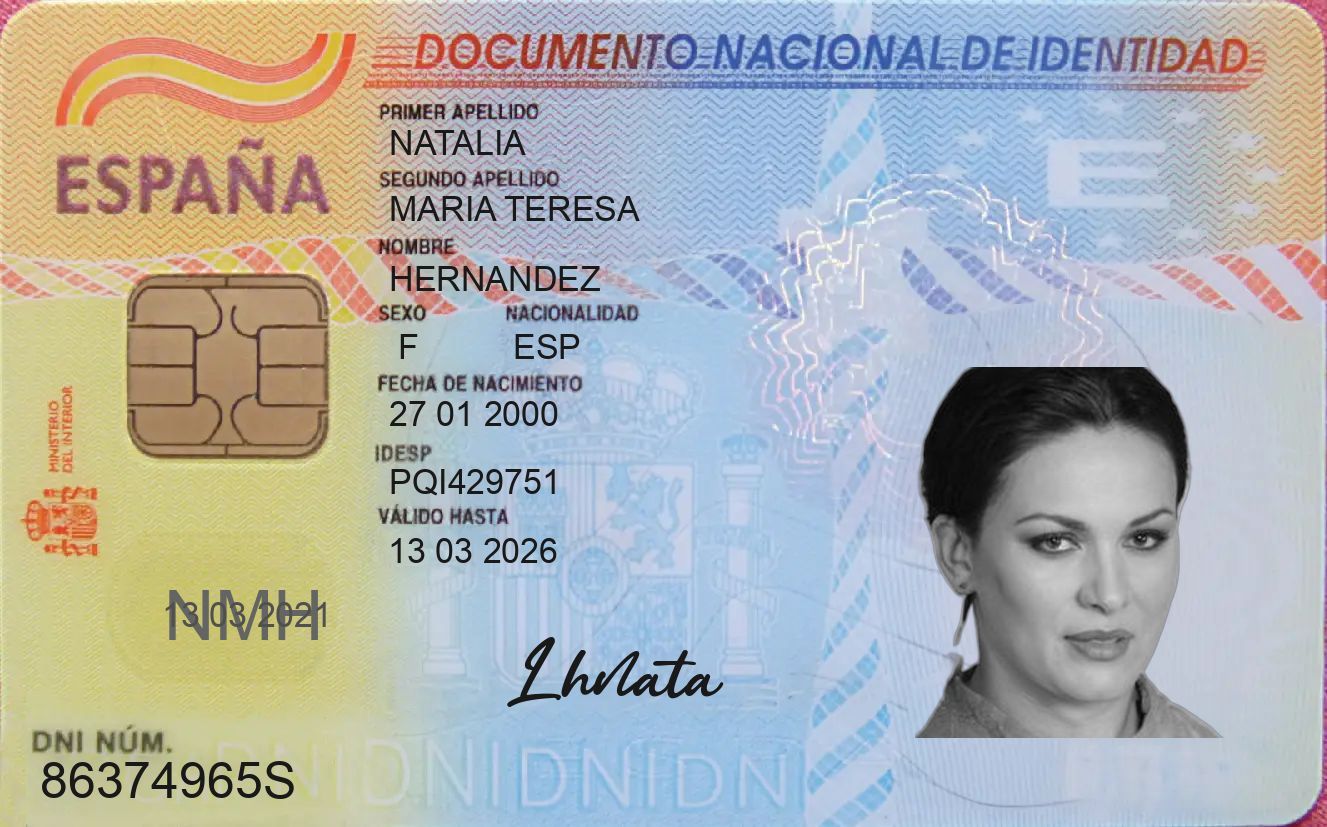 DOCUMENTO NACIONAL DE IDENTIDAD
ESPAÑA
PRIMER APELLIDO
NATALIA
SEGUNDO APELLIDO
MARIA TERESA
NOMBRE
HERNANDEZ
SEXO NACIONALIDAD
F ESP
FECHA DE NACIMIENTO
27 01 2000
IDESP
PQI429751
VÁLIDO HASTA
13 03 2026
MINISTERIO
DEL INTERIOR
NMH
13 03 2021
DNI NÚM.
86374965S
DNIDNIDNIDNI
E